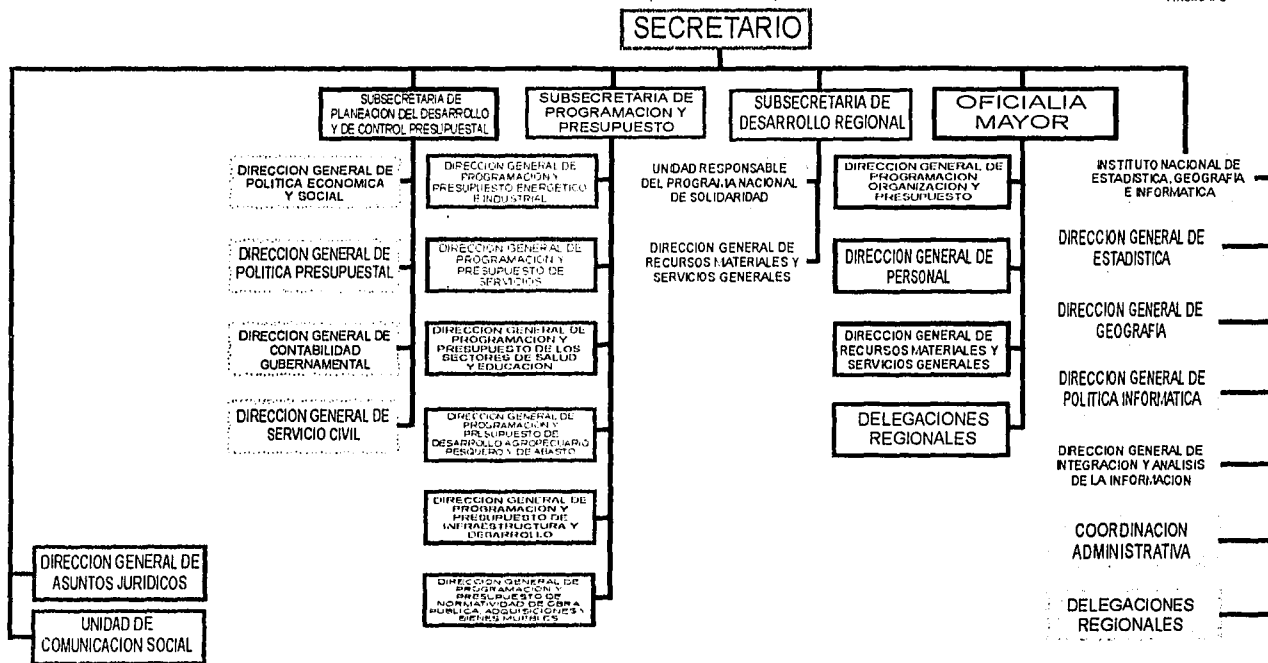 SECRETARIO
SUBSECRETARIA DE
PLANEACION DEL DESARROLLO
Y DE CONTROL PRESUPUESTAL
DIRECCION GENERAL DE
POLITICA ECONOMICA
Y SOCIAL
DIRECCION GENERAL DE
POLITICA PRESUPUESTAL
DIRECCION GENERAL DE
CONTABILIDAD
GUBERNAMENTAL
DIRECCION GENERAL DE
SERVICIO CIVIL
SUBSECRETARIA DE
PROGRAMACION Y
PRESUPUESTO
DIRECCION GENERAL DE
PROGRAMACION Y
PRESUPUESTO ENERGETICO
E INDUSTRIAL
DIRECCION GENERAL DE
PROGRAMACION Y
PRESUPUESTO DE
SERVICIOS
DIRECCION GENERAL DE
PROGRAMACION Y
PRESUPUESTO DE LOS
SECTORES DE SALUD
Y EDUCACION
DIRECCION GENERAL DE
PROGRAMACION Y
PRESUPUESTO DE
DESARROLLO AGROPECUARIO
PESQUERO Y DE ABASTO
DIRECCION GENERAL DE
PROGRAMACION Y
PRESUPUESTO DE
INFRAESTRUCTURA Y
DESARROLLO
DIRECCION GENERAL DE
PROGRAMACION Y
PRESUPUESTO DE
NORMATIVIDAD DE OBRA
PUBLICA, ADQUISICIONES Y
BIENES MUEBLES
SUBSECRETARIA DE
DESARROLLO REGIONAL
UNIDAD RESPONSABLE
DEL PROGRAMA NACIONAL
DE SOLIDARIDAD
DIRECCION GENERAL DE
RECURSOS MATERIALES Y
SERVICIOS GENERALES
OFICIALIA
MAYOR
DIRECCION GENERAL DE
PROGRAMACION
ORGANIZACION Y
PRESUPUESTO
DIRECCION GENERAL DE
PERSONAL
DIRECCION GENERAL DE
RECURSOS MATERIALES Y
SERVICIOS GENERALES
DELEGACIONES
REGIONALES
INSTITUTO NACIONAL DE
ESTADISTICA, GEOGRAFIA
E INFORMATICA
DIRECCION GENERAL DE
ESTADISTICA
DIRECCION GENERAL DE
GEOGRAFIA
DIRECCION GENERAL DE
POLITICA INFORMATICA
DIRECCION GENERAL DE
INTEGRACION Y ANALISIS
DE LA INFORMACION
COORDINACION
ADMINISTRATIVA
DELEGACIONES
REGIONALES
DIRECCION GENERAL DE
ASUNTOS JURIDICOS
UNIDAD DE
COMUNICACION SOCIAL